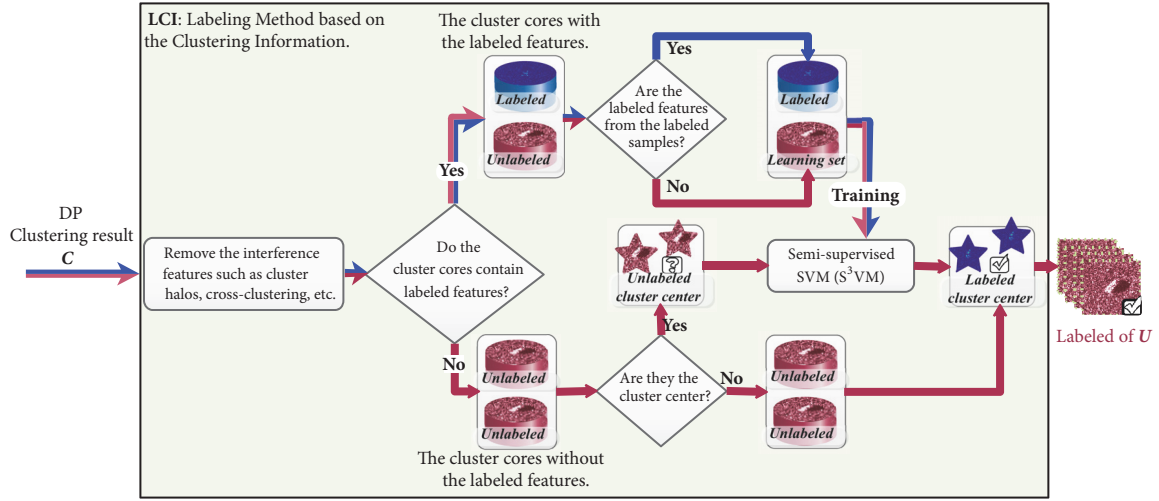 LCI: Labeling Method based on
the Clustering Information.
The cluster cores with
the labeled features.
Yes
Labeled
Unlabeled
Are the
labeled features
from the labeled
samples?
Labeled
Learning set
Yes
No
Training
DP
Clustering result
C
Remove the interference
features such as cluster
halos, cross-clustering, etc.
Do the
cluster cores contain
labeled features?
?
Unlabeled
cluster center
Semi-supervised
SVM (S³VM)
Labeled
cluster center
Labeled of U
Yes
No
Unlabeled
Unlabeled
Are they the
cluster center?
No
Unlabeled
Unlabeled
The cluster cores without
the labeled features.